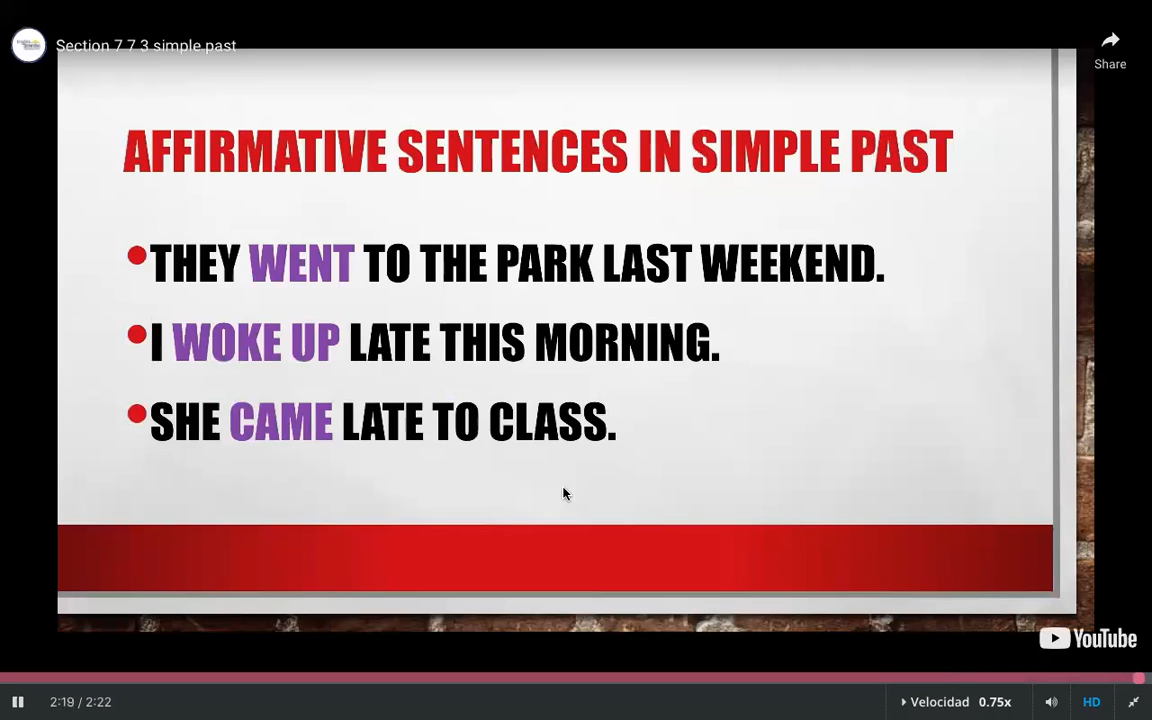 Section 7 7 3 simple past
Share
AFFIRMATIVE SENTENCES IN SIMPLE PAST
•THEY WENT TO THE PARK LAST WEEKEND.
•I WOKE UP LATE THIS MORNING.
•SHE CAME LATE TO CLASS.
YouTube
2:19 / 2:22
Velocidad 0.75x
HD